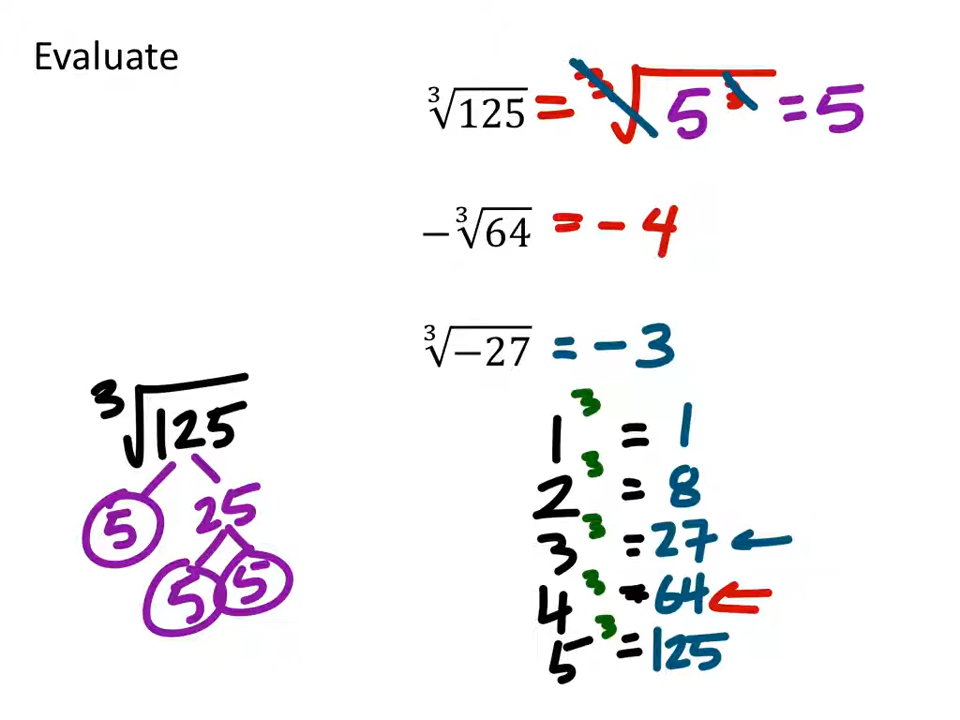 Evaluate
∛125 = ∛5³ = 5
−∛64 = − 4
∛−27 = − 3
∛125
5 25
5 5
1³ = 1
2³ = 8
3³ = 27 ←
4³ = 64 ←
5³ = 125